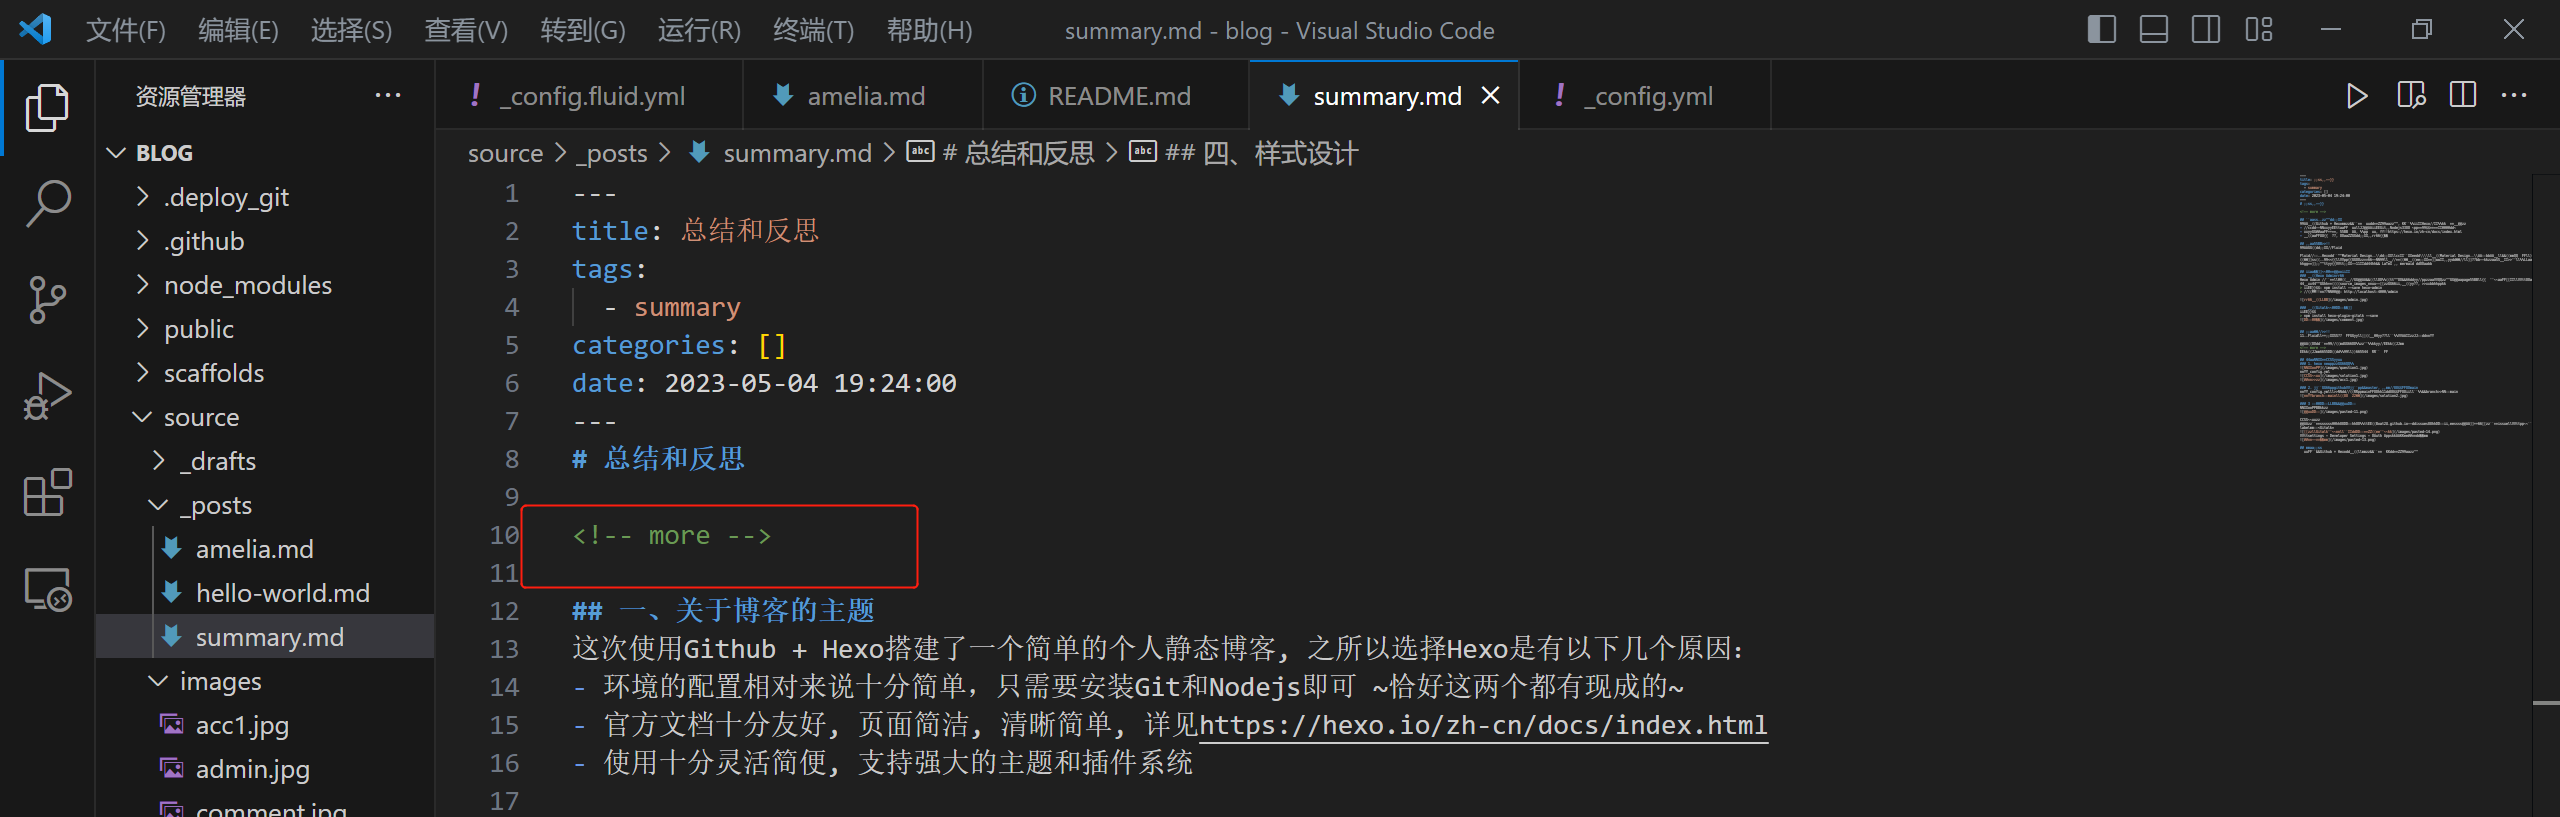 文件(F) 编辑(E) 选择(S) 查看(V) 转到(G) 运行(R) 终端(T) 帮助(H) summary.md - blog - Visual Studio Code
资源管理器 ···
_config.fluid.yml amelia.md README.md summary.md _config.yml
BLOG
.deploy_git
.github
node_modules
public
scaffolds
source
_drafts
_posts
amelia.md
hello-world.md
summary.md
images
acc1.jpg
admin.jpg
comment.jpg
source > _posts > summary.md > # 总结和反思 > ## 四、样式设计
1 ---
2 title: 总结和反思
3 tags:
4 - summary
5 categories: []
6 date: 2023-05-04 19:24:00
7 ---
8 # 总结和反思
9
10 <!-- more -->
11
12 ## 一、关于博客的主题
13 这次使用Github + Hexo搭建了一个简单的个人静态博客, 之所以选择Hexo是有以下几个原因:
14 - 环境的配置相对来说十分简单, 只需要安装Git和Nodejs即可 ~恰好这两个都有现成的~
15 - 官方文档十分友好, 页面简洁, 清晰简单, 详见https://hexo.io/zh-cn/docs/index.html
16 - 使用十分灵活简便, 支持强大的主题和插件系统
17